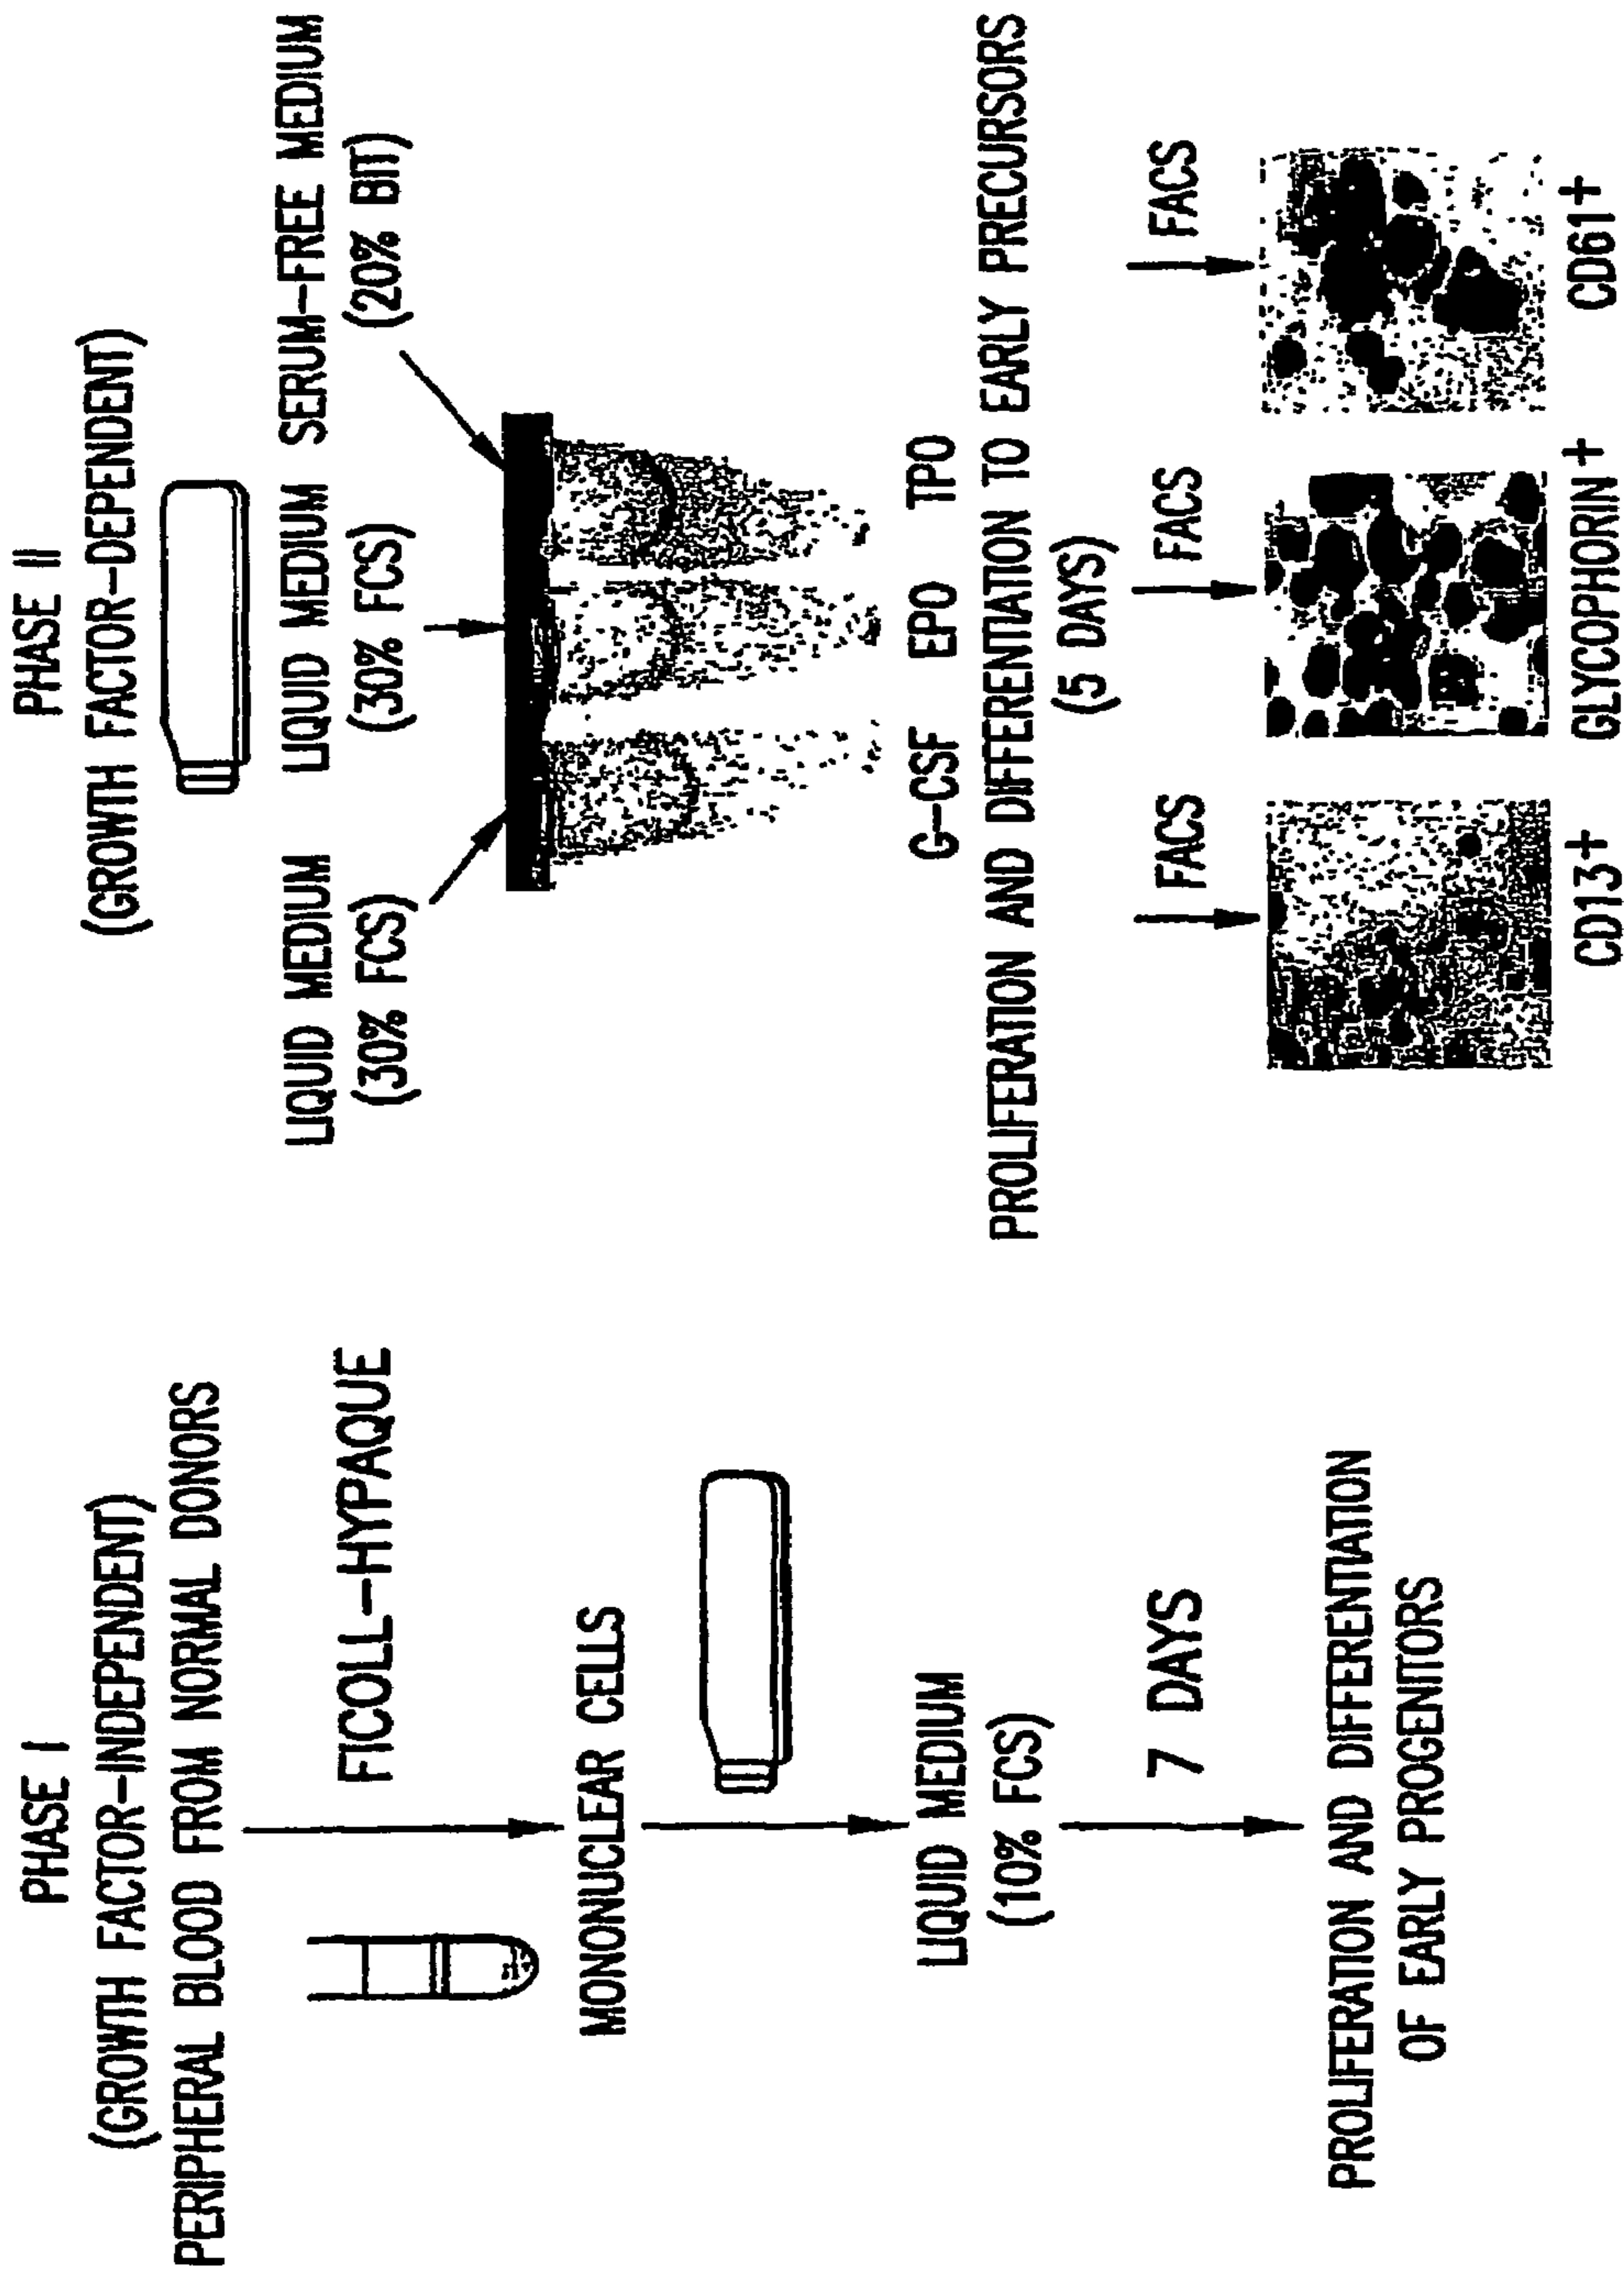 PHASE I
(GROWTH FACTOR-INDEPENDENT)
PERIPHERAL BLOOD FROM NORMAL DONORS
FICOLL-HYPAQUE
MONONUCLEAR CELLS
LIQUID MEDIUM
(10% FCS)
7 DAYS
PROLIFERATION AND DIFFERENTIATION
OF EARLY PROGENITORS
PHASE II
(GROWTH FACTOR-DEPENDENT)
LIQUID MEDIUM LIQUID MEDIUM SERUM-FREE MEDIUM
(30% FCS) (30% FCS) (20% BIT)
G-CSF EPO TPO
PROLIFERATION AND DIFFERENTIATION TO EARLY PRECURSORS
(5 DAYS)
FACS FACS FACS
CD13+ GLYCOPHORIN+ CD61+